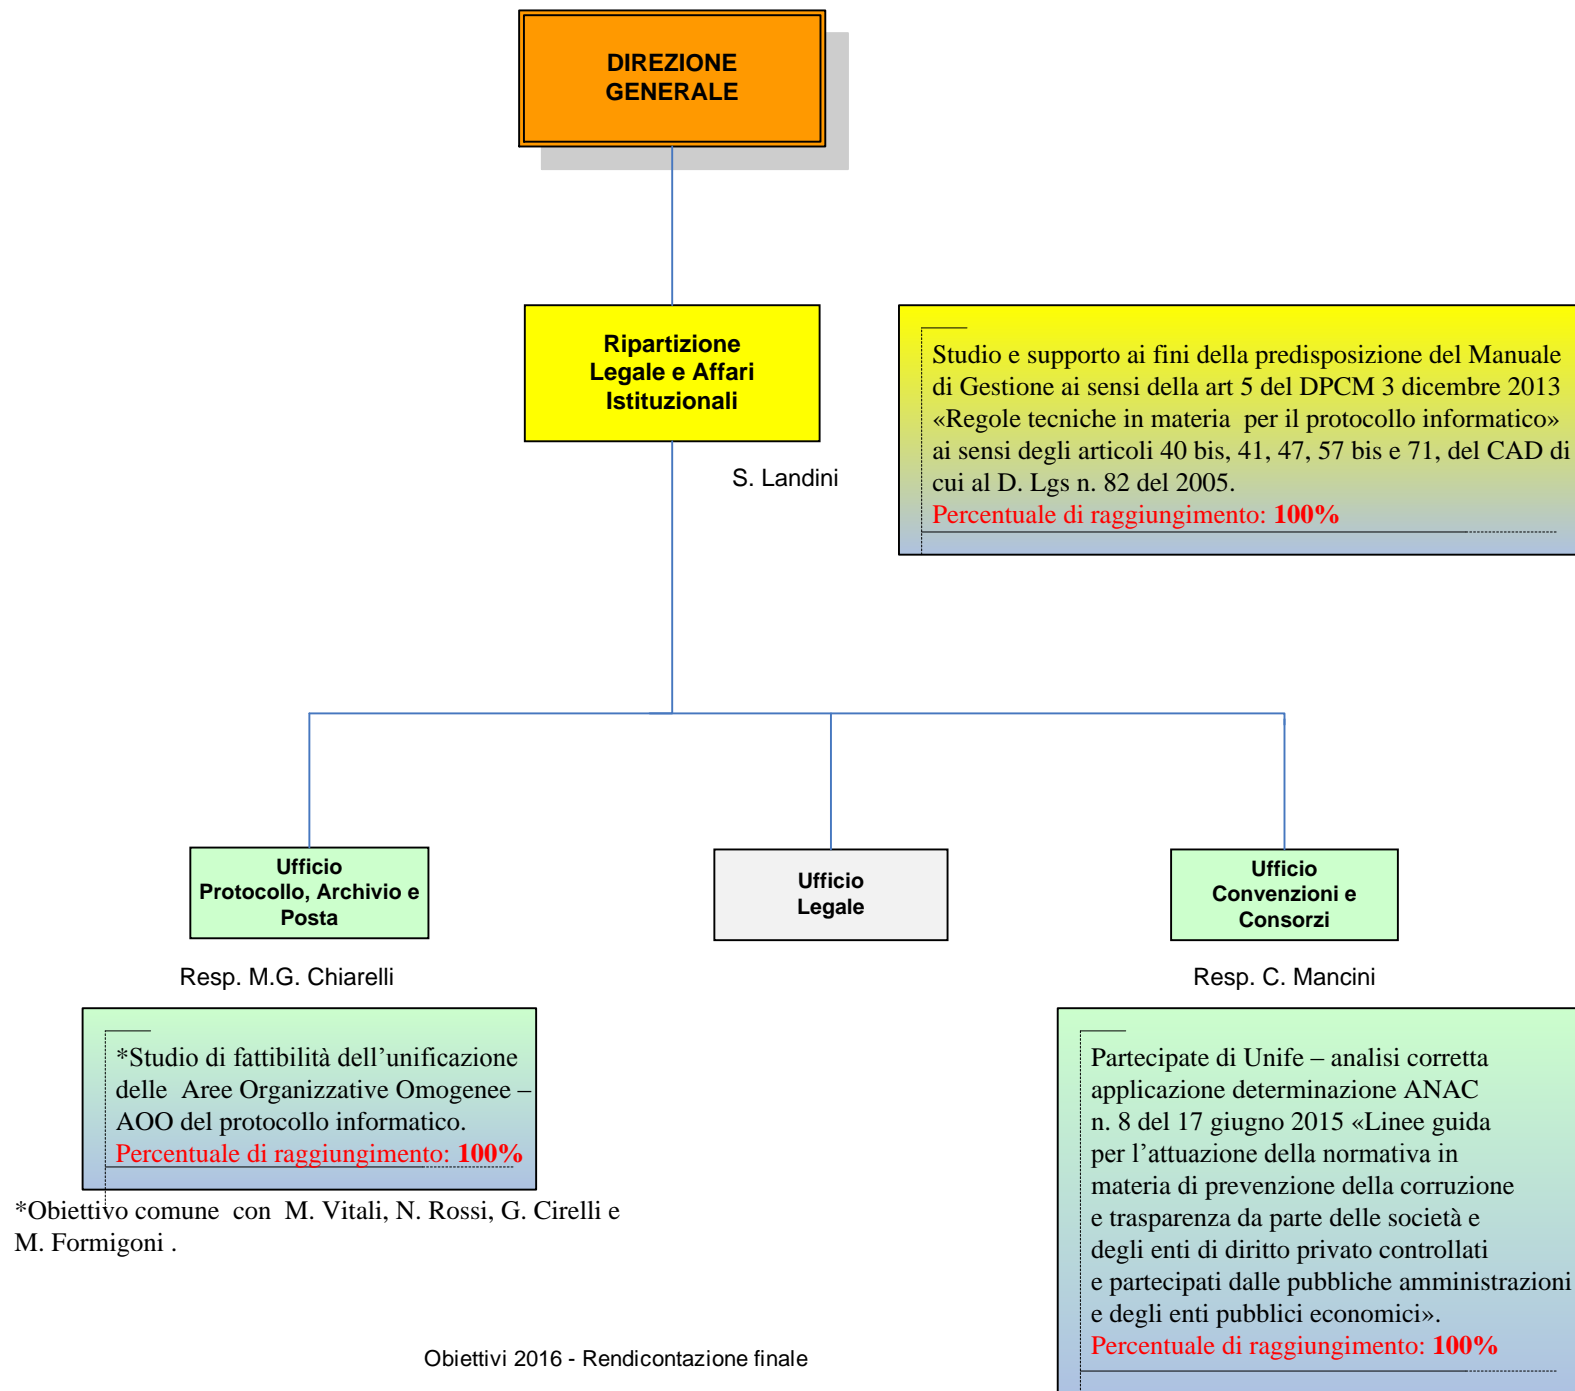 DIREZIONE
GENERALE
Ripartizione
Legale e Affari
Istituzionali
S. Landini
Studio e supporto ai fini della predisposizione del Manuale
di Gestione ai sensi della art 5 del DPCM 3 dicembre 2013
«Regole tecniche in materia per il protocollo informatico»
ai sensi degli articoli 40 bis, 41, 47, 57 bis e 71, del CAD di
cui al D. Lgs n. 82 del 2005.
Percentuale di raggiungimento: 100%
Ufficio
Protocollo, Archivio e
Posta
Resp. M.G. Chiarelli
*Studio di fattibilità dell’unificazione
delle Aree Organizzative Omogenee –
AOO del protocollo informatico.
Percentuale di raggiungimento: 100%
*Obiettivo comune con M. Vitali, N. Rossi, G. Cirelli e
M. Formigoni .
Ufficio
Legale
Ufficio
Convenzioni e
Consorzi
Resp. C. Mancini
Partecipate di Unife – analisi corretta
applicazione determinazione ANAC
n. 8 del 17 giugno 2015 «Linee guida
per l’attuazione della normativa in
materia di prevenzione della corruzione
e trasparenza da parte delle società e
degli enti di diritto privato controllati
e partecipati dalle pubbliche amministrazioni
e degli enti pubblici economici».
Percentuale di raggiungimento: 100%
Obiettivi 2016 - Rendicontazione finale